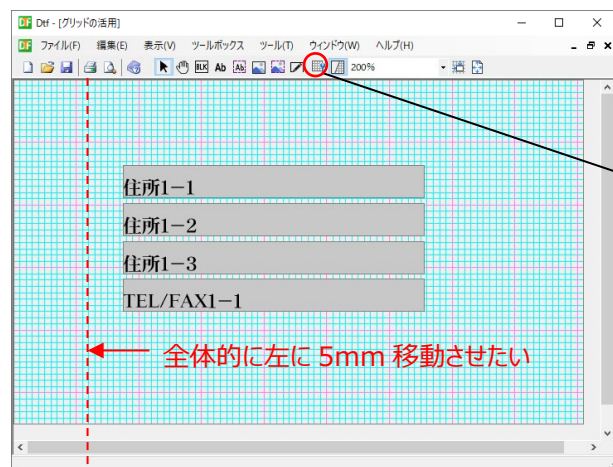 DF Dtf - [グリッドの活用]
DF ファイル(F) 編集(E) 表示(V) ツールボックス ツール(T) ウィンドウ(W) ヘルプ(H)
BLK Ab Ab 200%
住所1－1
住所1－2
住所1－3
TEL/FAX1－1
全体的に左に 5mm 移動させたい